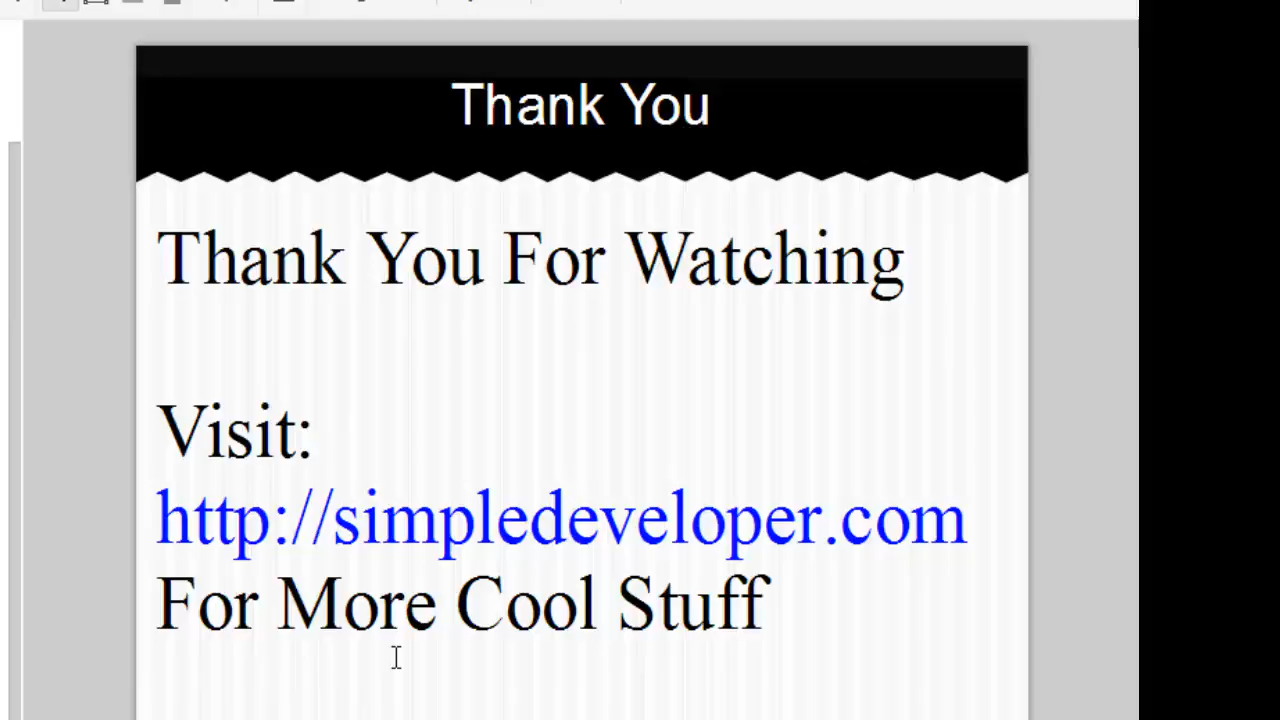 Thank You
Thank You For Watching
Visit:
http://simpledeveloper.com
For More Cool Stuff